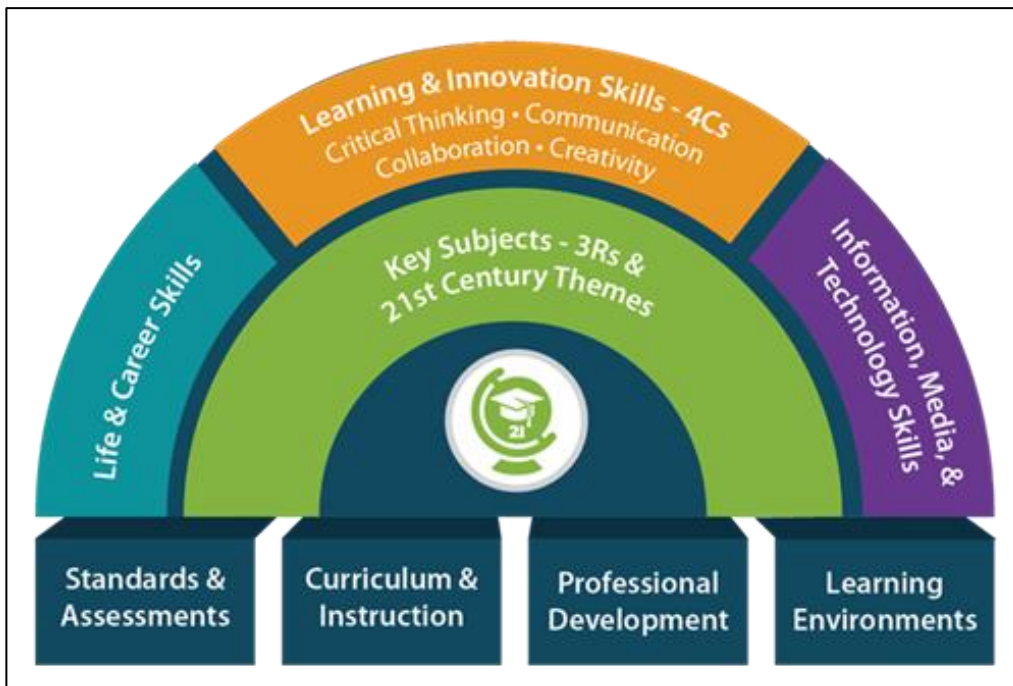 Learning & Innovation Skills - 4Cs
Critical Thinking • Communication
Collaboration • Creativity
Life & Career Skills
Key Subjects - 3Rs &
21st Century Themes
Information, Media, &
Technology Skills
21
Standards &
Assessments
Curriculum &
Instruction
Professional
Development
Learning
Environments